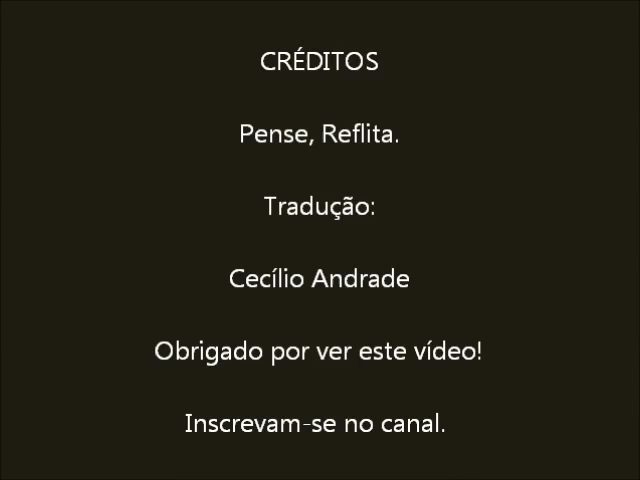 CRÉDITOS
Pense, Reflita.
Tradução:
Cecílio Andrade
Obrigado por ver este vídeo!
Inscrevam-se no canal.